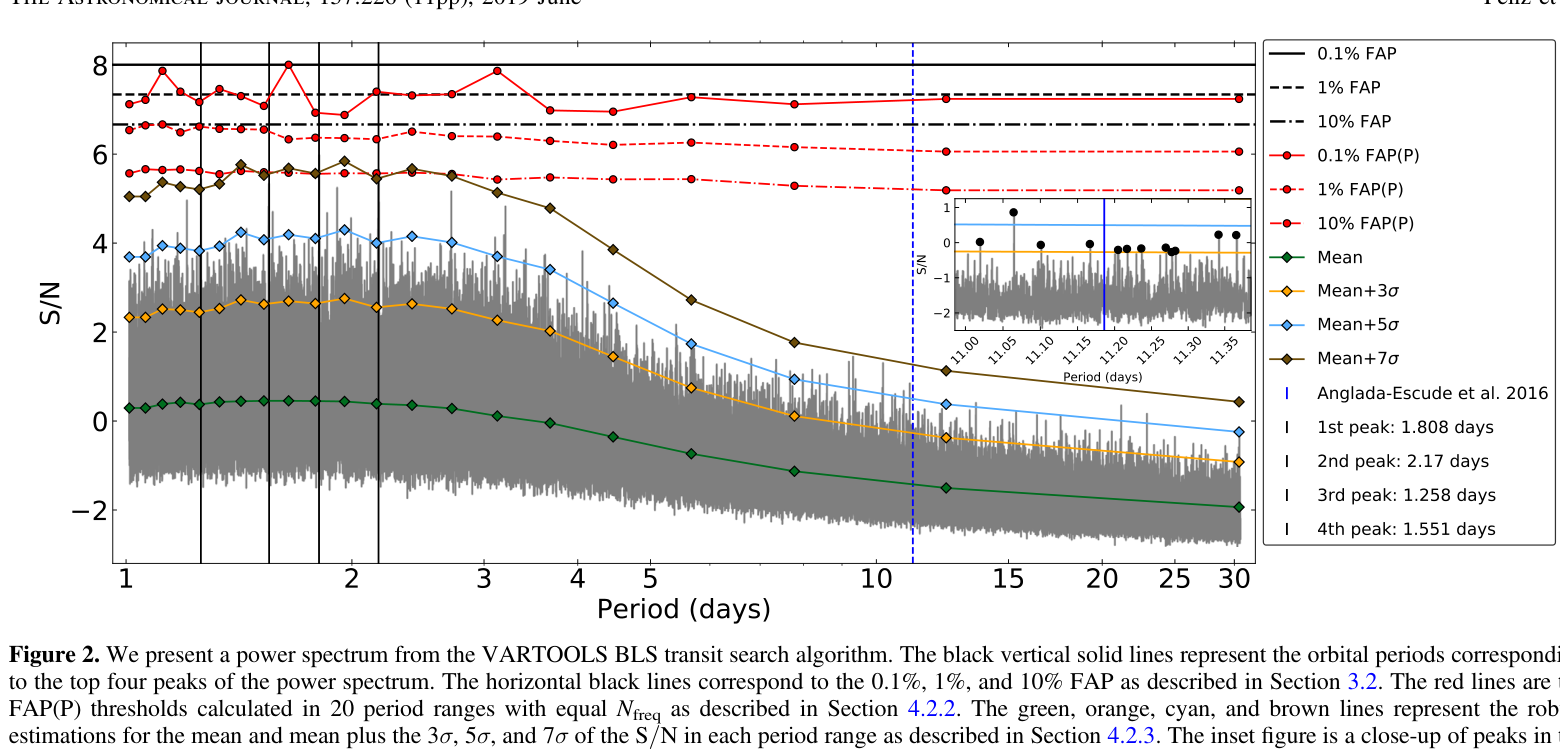 THE ASTRONOMICAL JOURNAL, 157:226 (11pp), 2019 June
8
6
4
2
0
−2
S/N
1
2
3
4
5
10
15
20
25
30
Period (days)
1
0
−1
−2
S/N
11.00
11.05
11.10
11.15
11.20
11.25
11.30
11.35
Period (days)
0.1% FAP
1% FAP
10% FAP
0.1% FAP(P)
1% FAP(P)
10% FAP(P)
Mean
Mean+3σ
Mean+5σ
Mean+7σ
Anglada-Escude et al. 2016
1st peak: 1.808 days
2nd peak: 2.17 days
3rd peak: 1.258 days
4th peak: 1.551 days
Figure 2. We present a power spectrum from the VARTOOLS BLS transit search algorithm. The black vertical solid lines represent the orbital periods correspondi
to the top four peaks of the power spectrum. The horizontal black lines correspond to the 0.1%, 1%, and 10% FAP as described in Section 3.2. The red lines are
FAP(P) thresholds calculated in 20 period ranges with equal Nfreq as described in Section 4.2.2. The green, orange, cyan, and brown lines represent the rob
estimations for the mean and mean plus the 3σ, 5σ, and 7σ of the S/N in each period range as described in Section 4.2.3. The inset figure is a close-up of peaks in